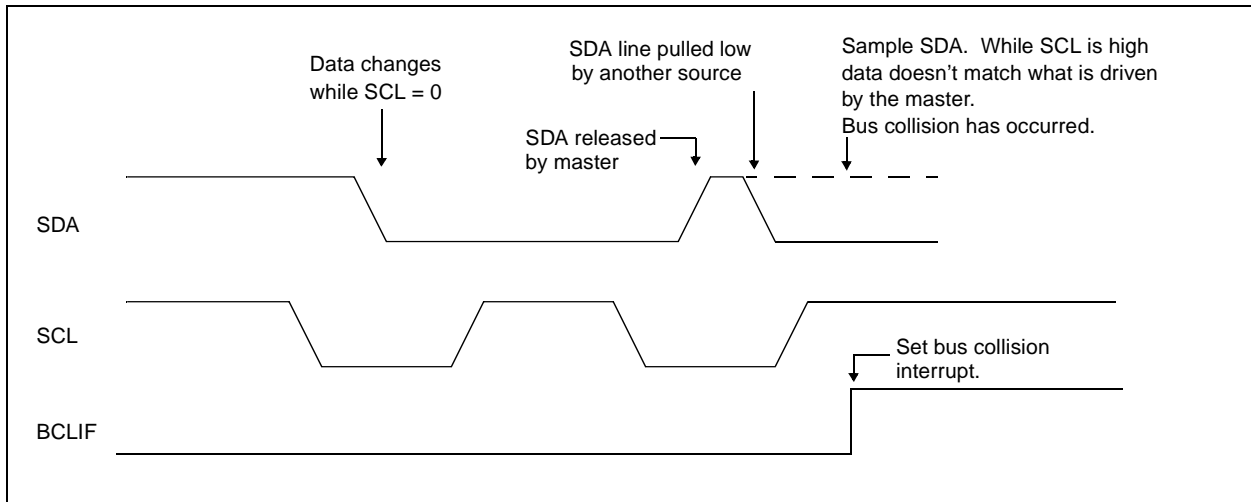 Data changes
while SCL = 0
SDA line pulled low
by another source
SDA released
by master
Sample SDA.  While SCL is high
data doesn't match what is driven
by the master.
Bus collision has occurred.
SDA
SCL
Set bus collision
interrupt.
BCLIF